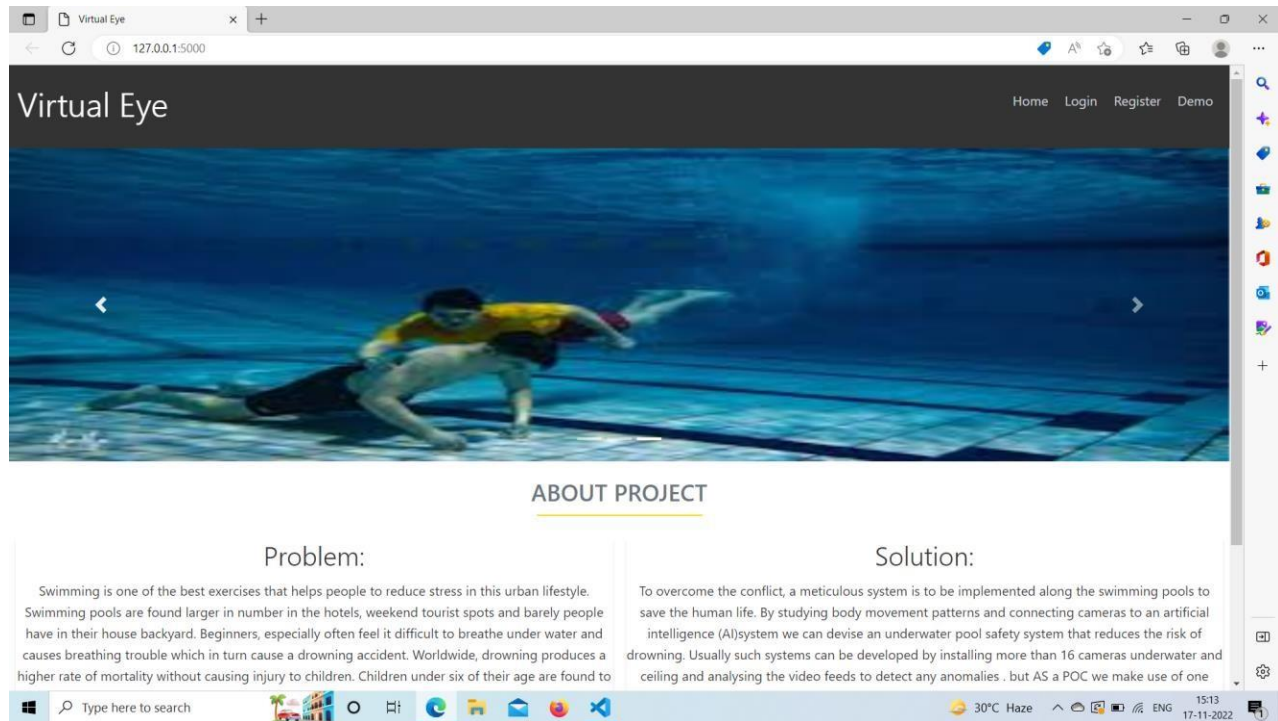 Virtual Eye
127.0.0.1:5000
Virtual Eye
Home Login Register Demo
ABOUT PROJECT
Problem:
Swimming is one of the best exercises that helps people to reduce stress in this urban lifestyle.
Swimming pools are found larger in number in the hotels, weekend tourist spots and barely people
have in their house backyard. Beginners, especially often feel it difficult to breathe under water and
causes breathing trouble which in turn cause a drowning accident. Worldwide, drowning produces a
higher rate of mortality without causing injury to children. Children under six of their age are found to
Solution:
To overcome the conflict, a meticulous system is to be implemented along the swimming pools to
save the human life. By studying body movement patterns and connecting cameras to an artificial
intelligence (AI)system we can devise an underwater pool safety system that reduces the risk of
drowning. Usually such systems can be developed by installing more than 16 cameras underwater and
ceiling and analysing the video feeds to detect any anomalies . but AS a POC we make use of one
Type here to search
30°C Haze
ENG
15:13
17-11-2022
1